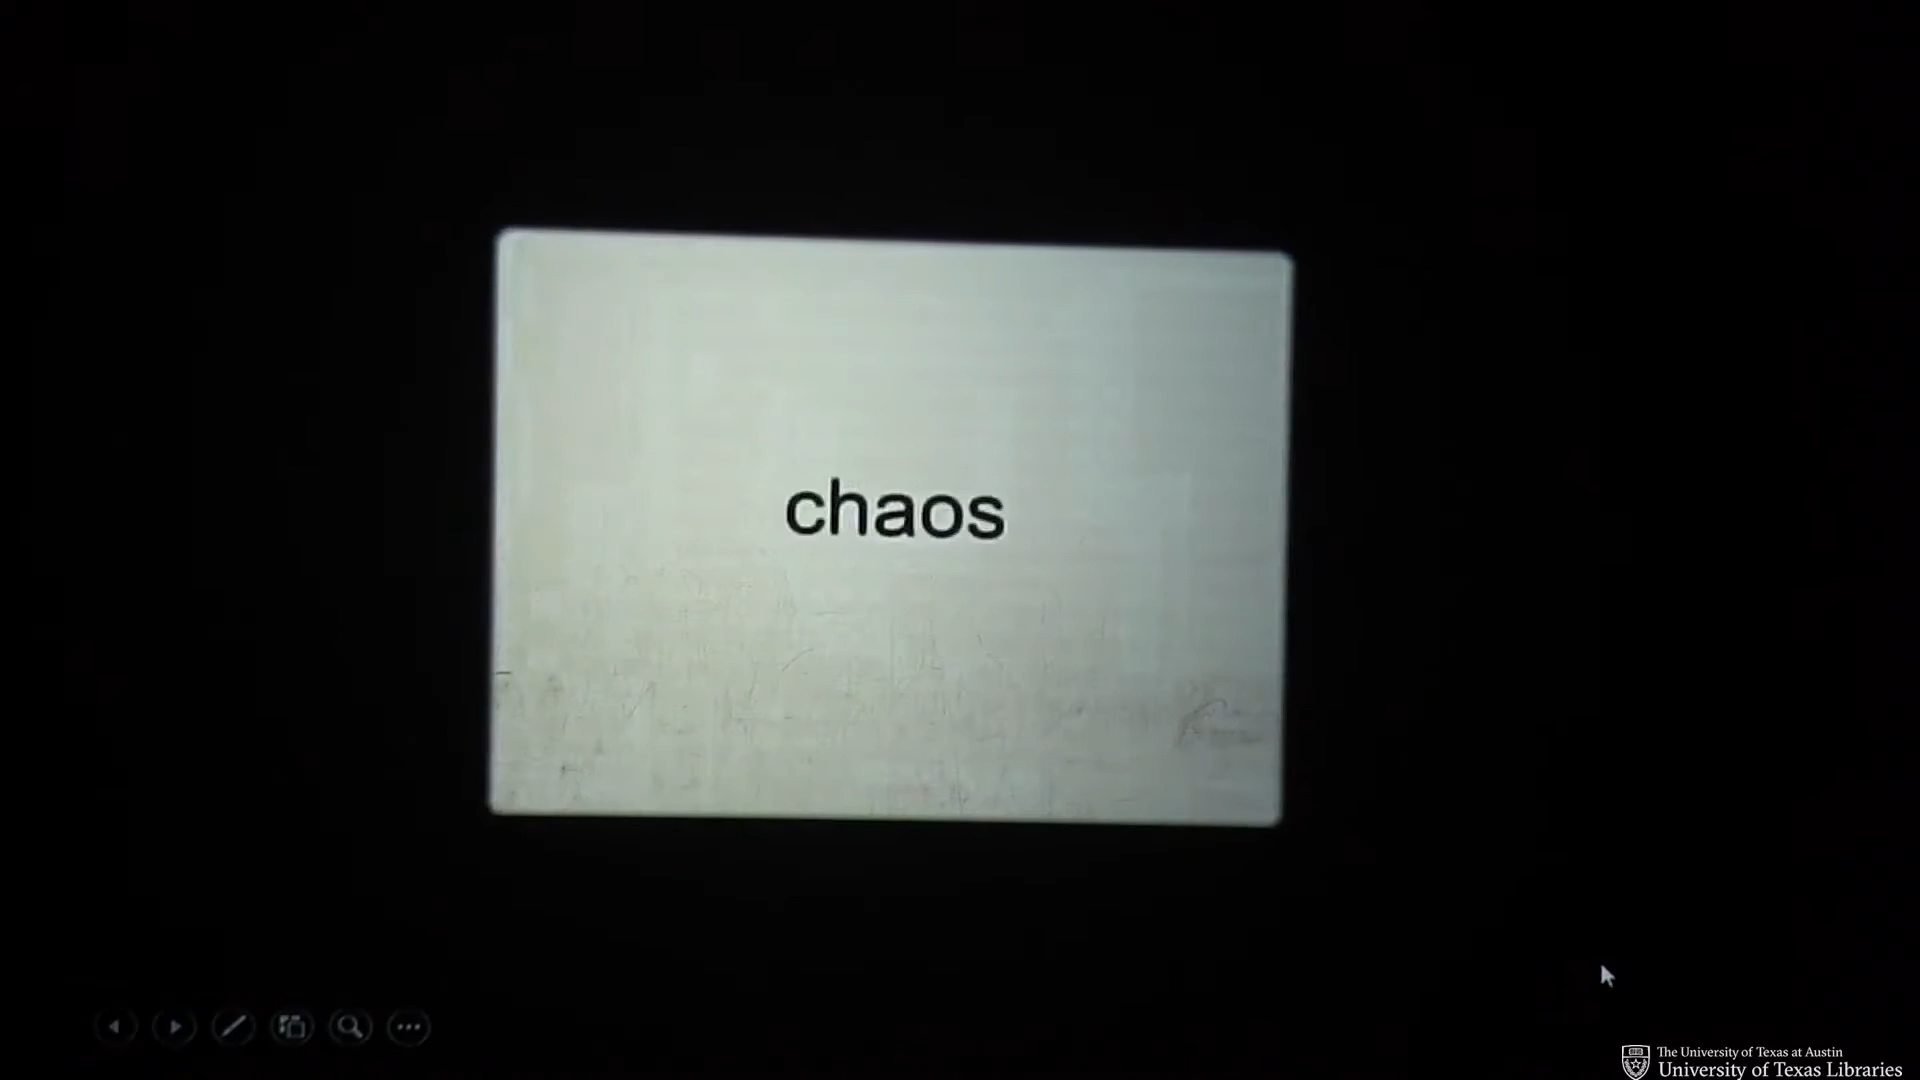 chaos
The University of Texas at Austin
University of Texas Libraries